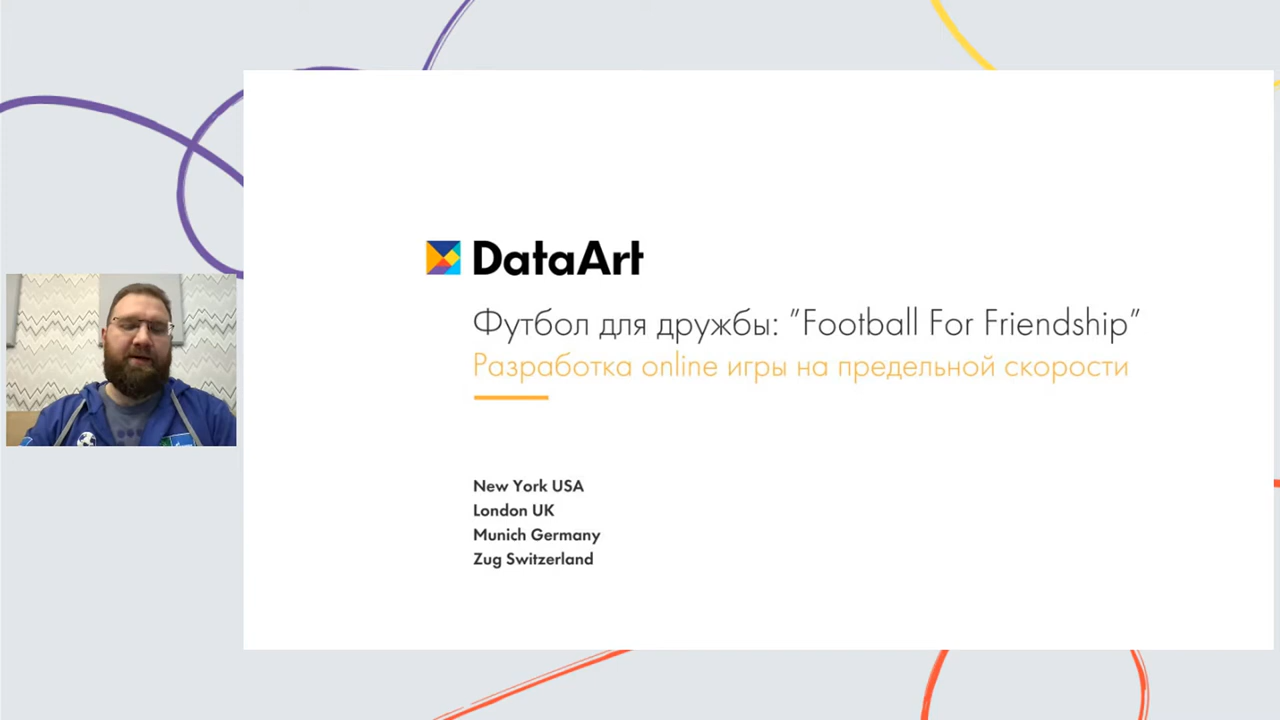 DataArt
Футбол для дружбы: ”Football For Friendship”
Разработка online игры на предельной скорости
New York USA
London UK
Munich Germany
Zug Switzerland